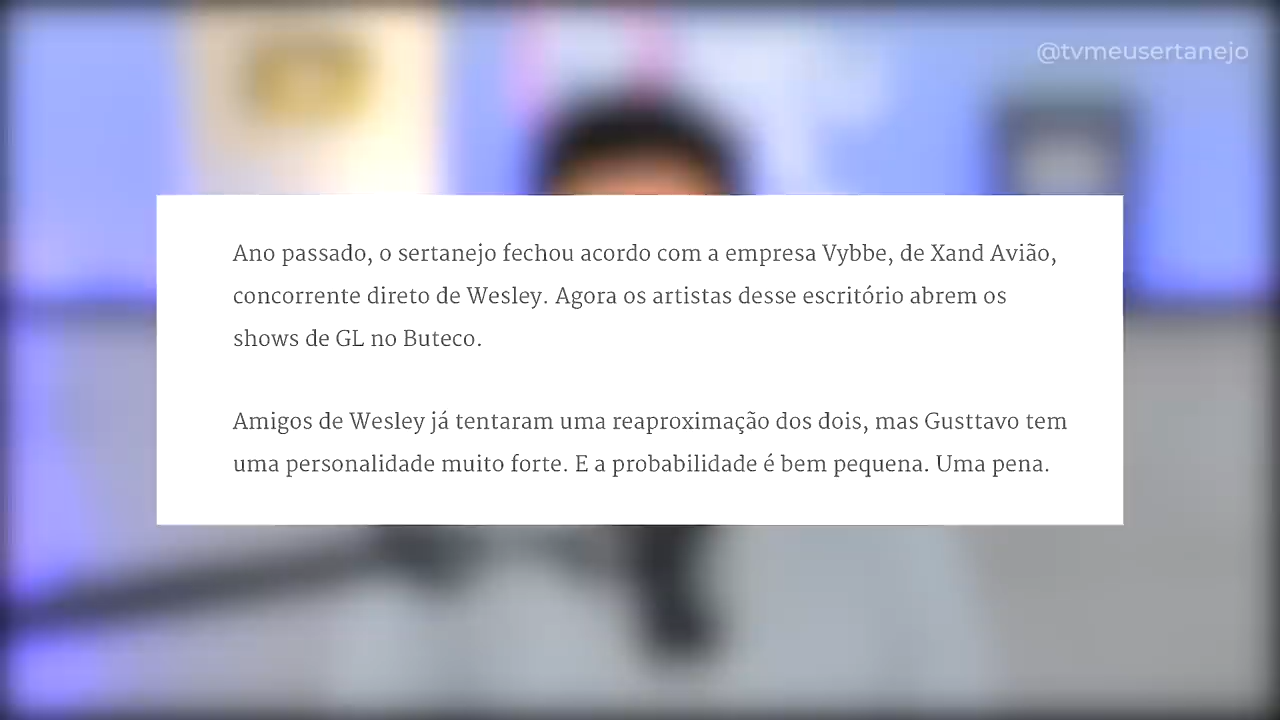 @tvmeusertanejo
Ano passado, o sertanejo fechou acordo com a empresa Vybbe, de Xand Avião,
concorrente direto de Wesley. Agora os artistas desse escritório abrem os
shows de GL no Buteco.
Amigos de Wesley já tentaram uma reaproximação dos dois, mas Gusttavo tem
uma personalidade muito forte. E a probabilidade é bem pequena. Uma pena.